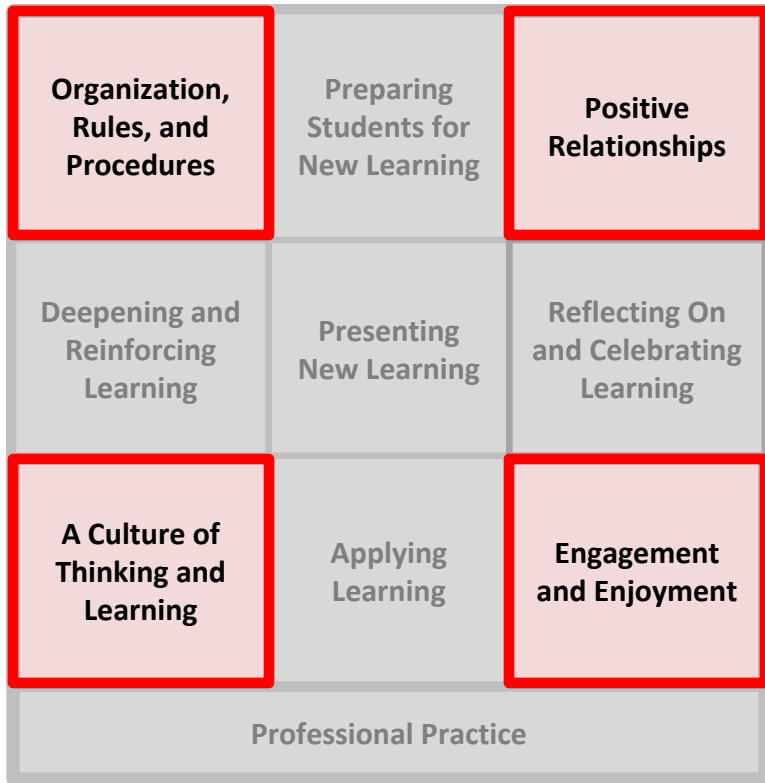 Organization,
Rules, and
Procedures
Preparing
Students for
New Learning
Positive
Relationships
Deepening and
Reinforcing
Learning
Presenting
New Learning
Reflecting On
and Celebrating
Learning
A Culture of
Thinking and
Learning
Applying
Learning
Engagement
and Enjoyment
Professional Practice